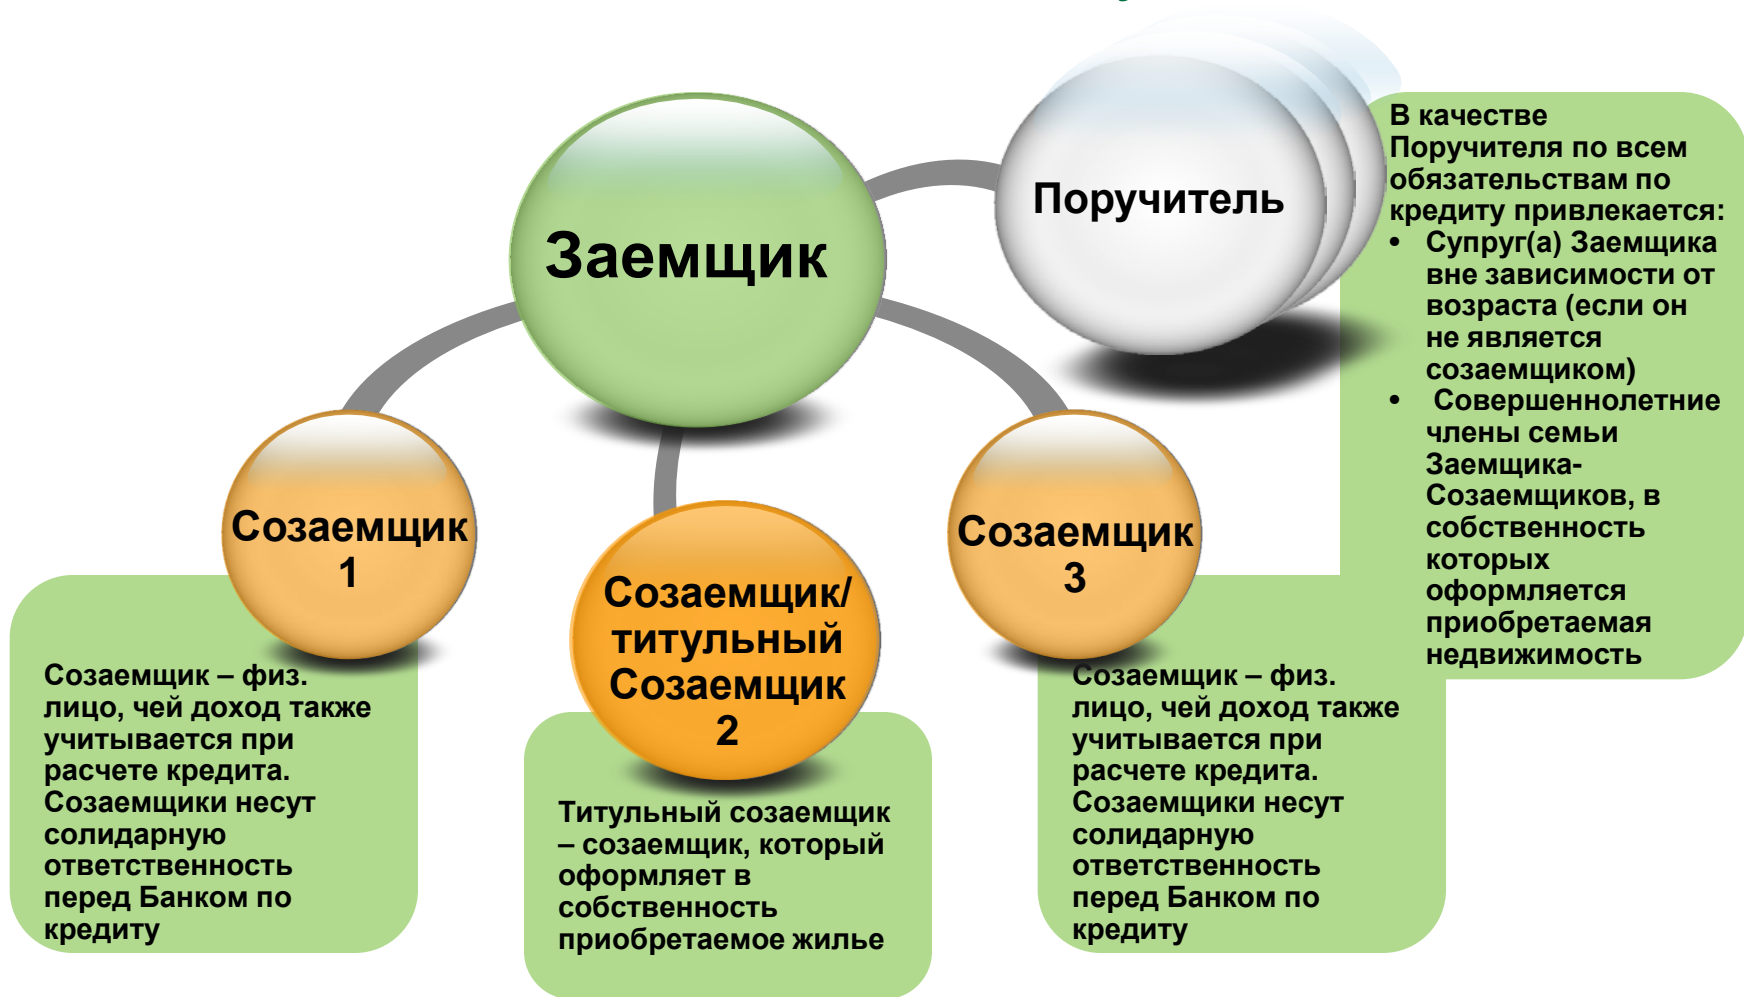 Заемщик
Поручитель
В качестве
Поручителя по всем
обязательствам по
кредиту привлекается:
• Супруг(а) Заемщика
вне зависимости от
возраста (если он
не является
созаемщиком)
• Совершеннолетние
члены семьи
Заемщика-
Созаемщиков, в
собственность
которых
оформляется
приобретаемая
недвижимость
Созаемщик
1
Созаемщик – физ.
лицо, чей доход также
учитывается при
расчете кредита.
Созаемщики несут
солидарную
ответственность
перед Банком по
кредиту
Созаемщик/
титульный
Созаемщик
2
Титульный созаемщик
– созаемщик, который
оформляет в
собственность
приобретаемое жилье
Созаемщик
3
Созаемщик – физ.
лицо, чей доход также
учитывается при
расчете кредита.
Созаемщики несут
солидарную
ответственность
перед Банком по
кредиту